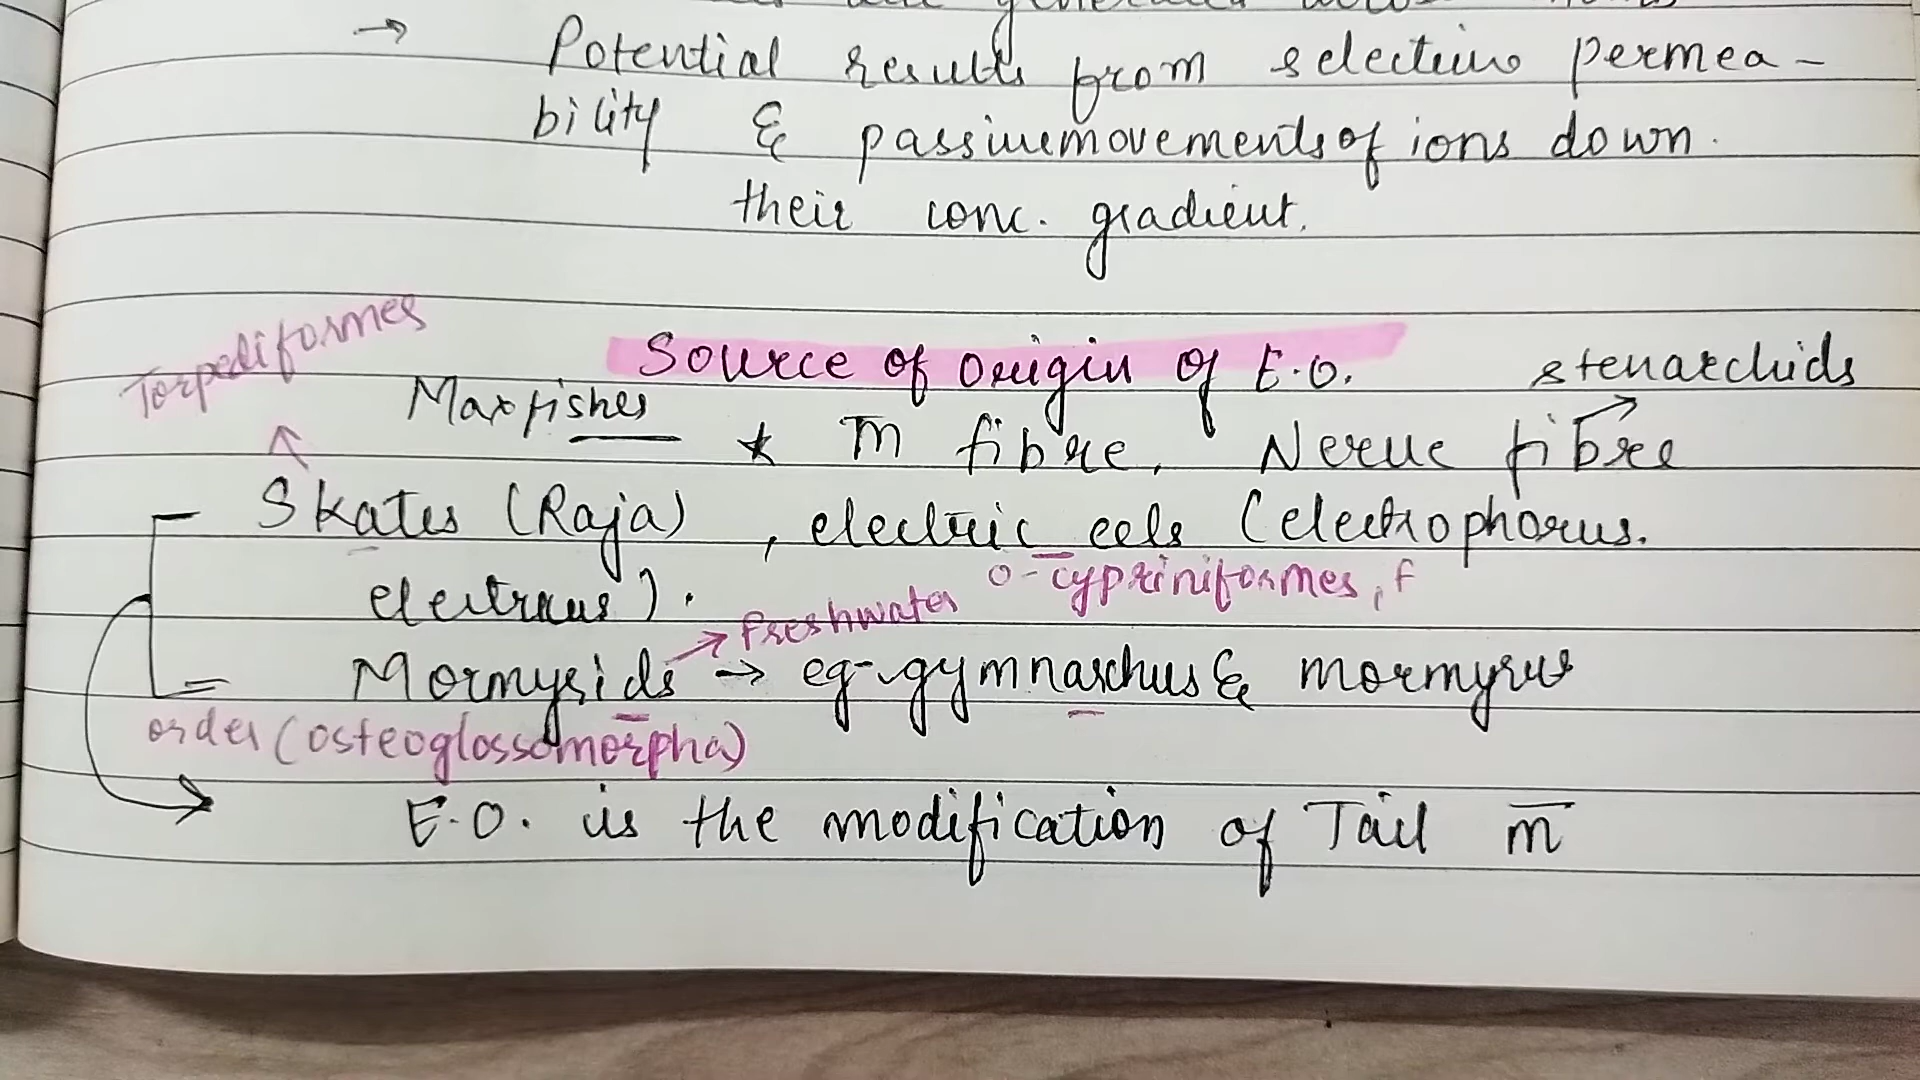 generated
→ Potential results from selective permea-
bility & passive movements of ions down.
their conc. gradient.
Torpediformes
Source of origin of E.O.
stenarchids
Max fishes
* m̅ fibre, Nerve fibre
Skates (Raja), electric eels (electrophorus.
o-cypriniformes, f
electricus).
→ Freshwater
Mormyrids → eg-gymnarchus & mormyrus
order (osteoglossomorpha)
E.O. is the modification of Tail m̅